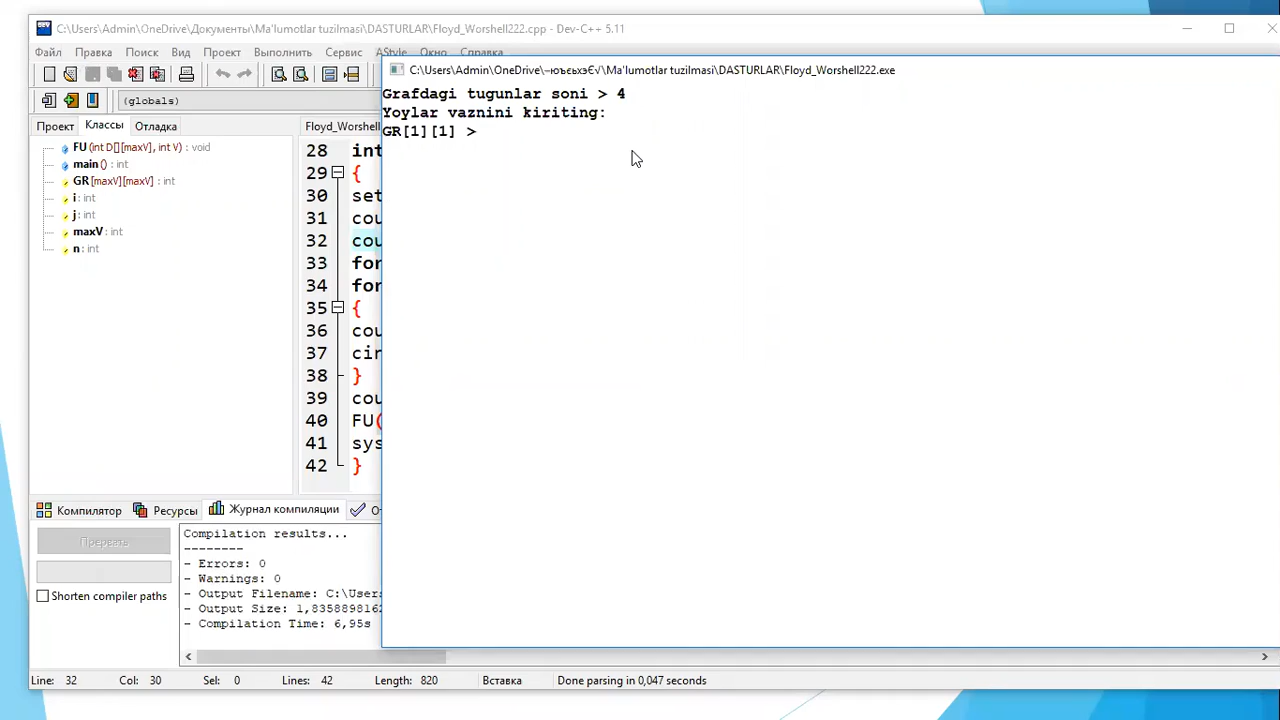 C:\Users\Admin\OneDrive\Документы\Ma'lumotlar tuzilmasi\DASTURLAR\Floyd_Worshell222.cpp - Dev-C++ 5.11
Файл Правка Поиск Вид Проект Выполнить Сервис AStyle Окно Справка
C:\Users\Admin\OneDrive\–юъєьхэЄ√\Ma'lumotlar tuzilmasi\DASTURLAR\Floyd_Worshell222.exe
Grafdagi tugunlar soni > 4
Yoylar vaznini kiriting:
GR[1][1] >
(globals)
Проект Классы Отладка
FU (int D[][maxV], int V) : void
main () : int
GR [maxV][maxV] : int
i : int
j : int
maxV : int
n : int
Floyd_Worshell
28 int
29 {
30 set
31 cou
32 cou
33 for
34 for
35 {
36 cou
37 cin
38 }
39 cou
40 FU(
41 sys
42 }
Компилятор Ресурсы Журнал компиляции
Прервать
Shorten compiler paths
Compilation results...
--------
- Errors: 0
- Warnings: 0
- Output Filename: C:\Users
- Output Size: 1,8358898162
- Compilation Time: 6,95s
Line: 32 Col: 30 Sel: 0 Lines: 42 Length: 820 Вставка Done parsing in 0,047 seconds